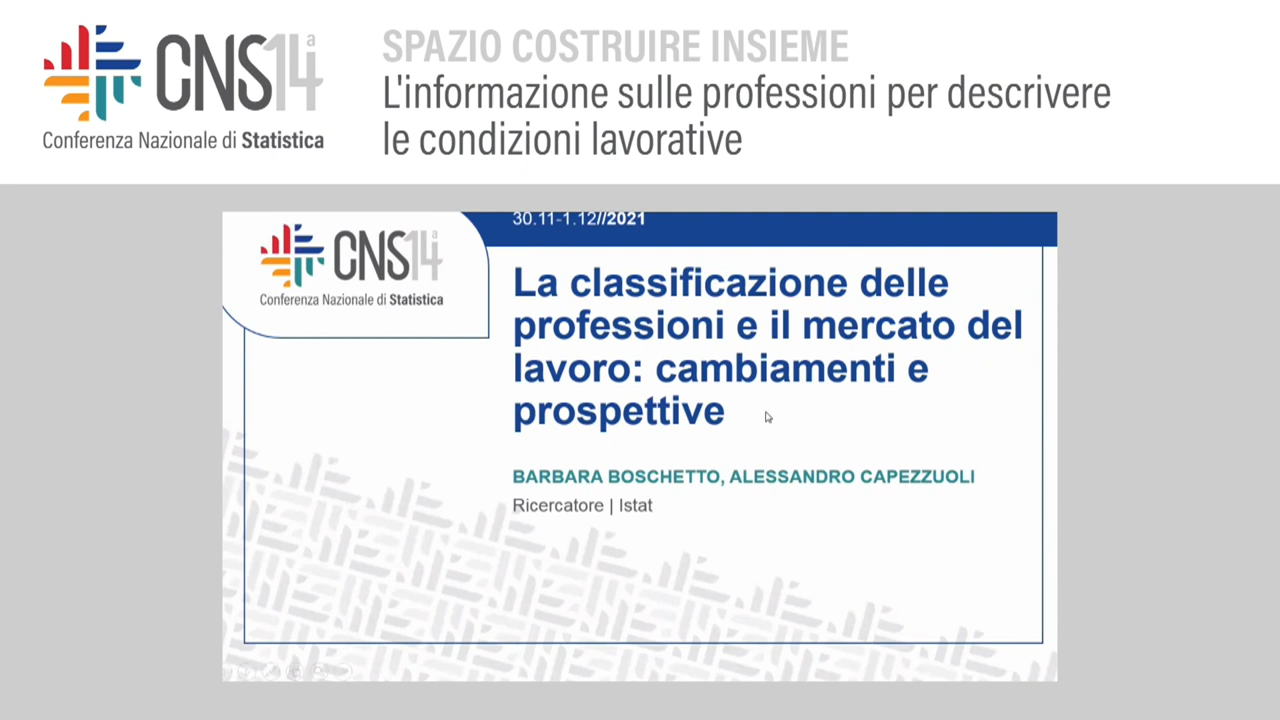 CNS14ª
Conferenza Nazionale di Statistica
SPAZIO COSTRUIRE INSIEME
L'informazione sulle professioni per descrivere
le condizioni lavorative
30.11-1.12//2021
CNS14ª
Conferenza Nazionale di Statistica
La classificazione delle
professioni e il mercato del
lavoro: cambiamenti e
prospettive
BARBARA BOSCHETTO, ALESSANDRO CAPEZZUOLI
Ricercatore | Istat